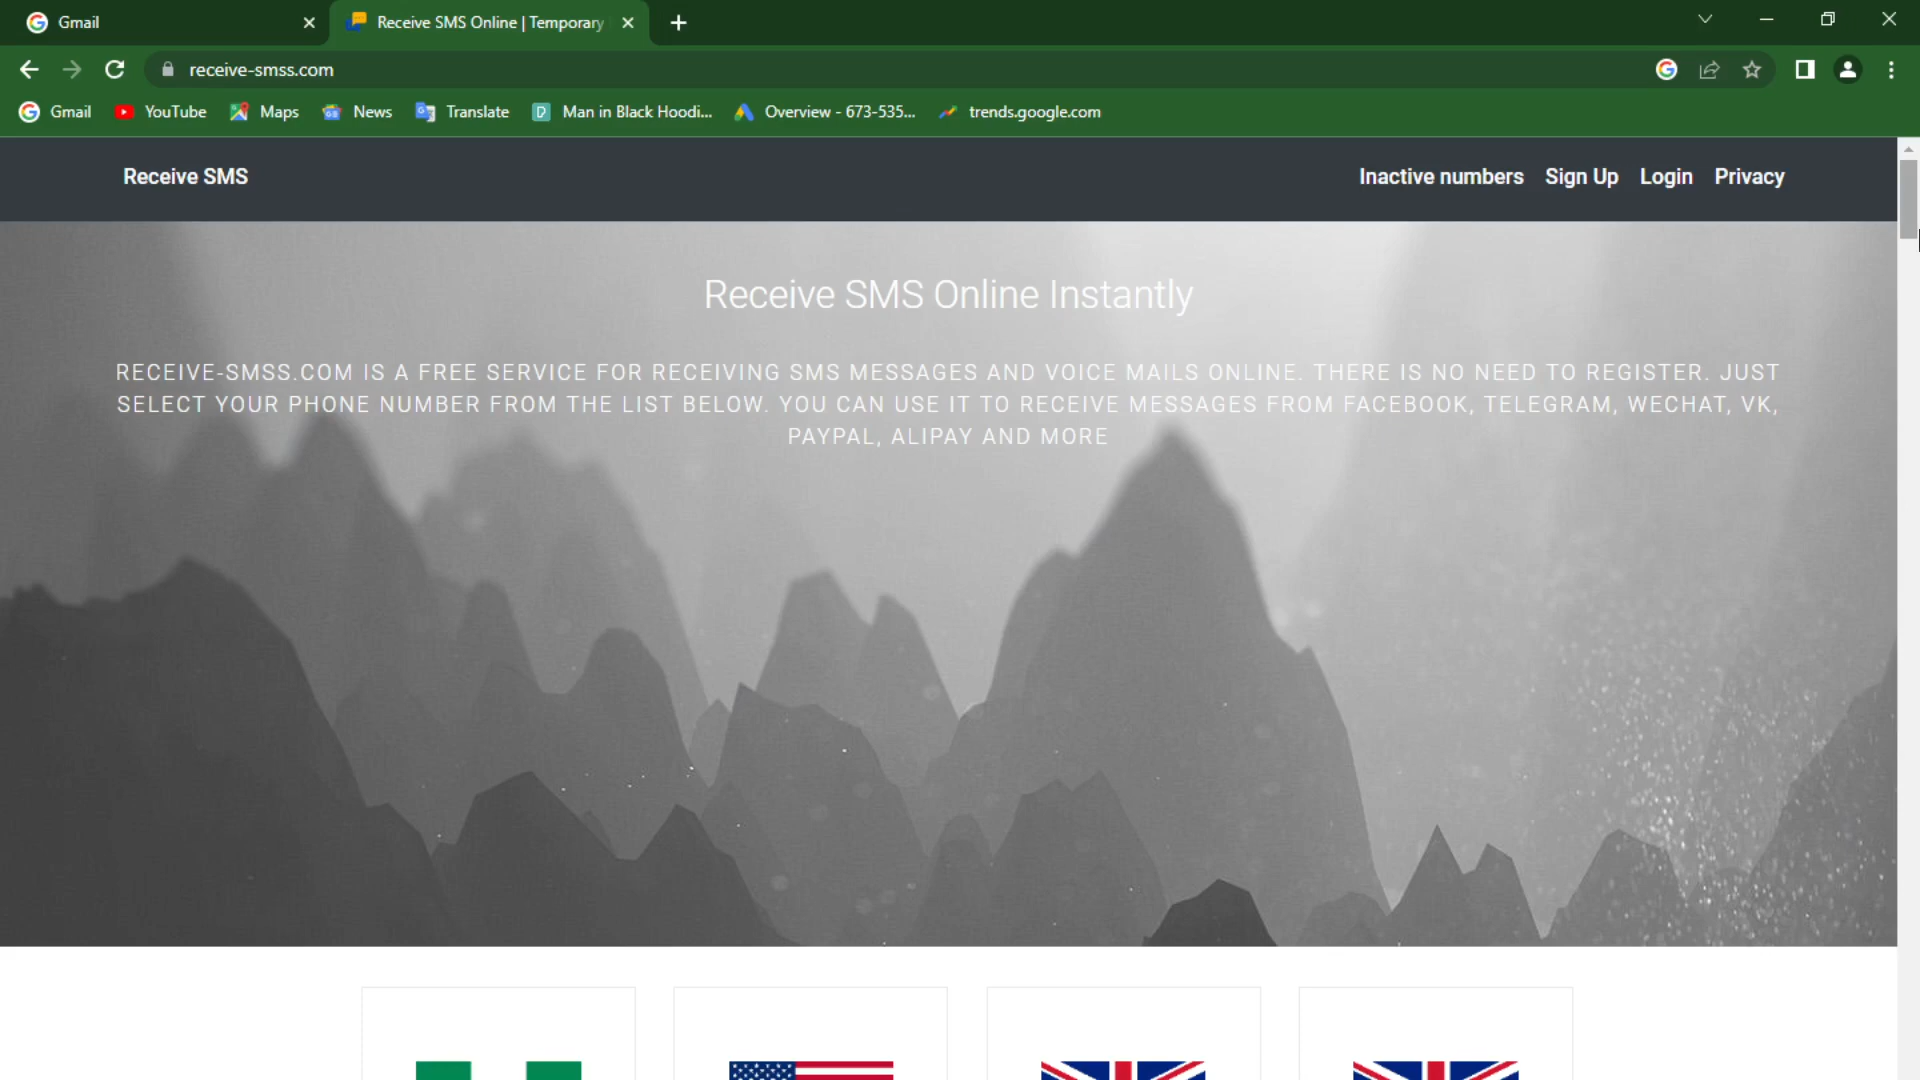 Gmail
Receive SMS Online | Temporary
receive-smss.com
Gmail YouTube Maps News Translate Man in Black Hoodi... Overview - 673-535... trends.google.com
Receive SMS Inactive numbers Sign Up Login Privacy
Receive SMS Online Instantly
RECEIVE-SMSS.COM IS A FREE SERVICE FOR RECEIVING SMS MESSAGES AND VOICE MAILS ONLINE. THERE IS NO NEED TO REGISTER. JUST
SELECT YOUR PHONE NUMBER FROM THE LIST BELOW. YOU CAN USE IT TO RECEIVE MESSAGES FROM FACEBOOK, TELEGRAM, WECHAT, VK,
PAYPAL, ALIPAY AND MORE